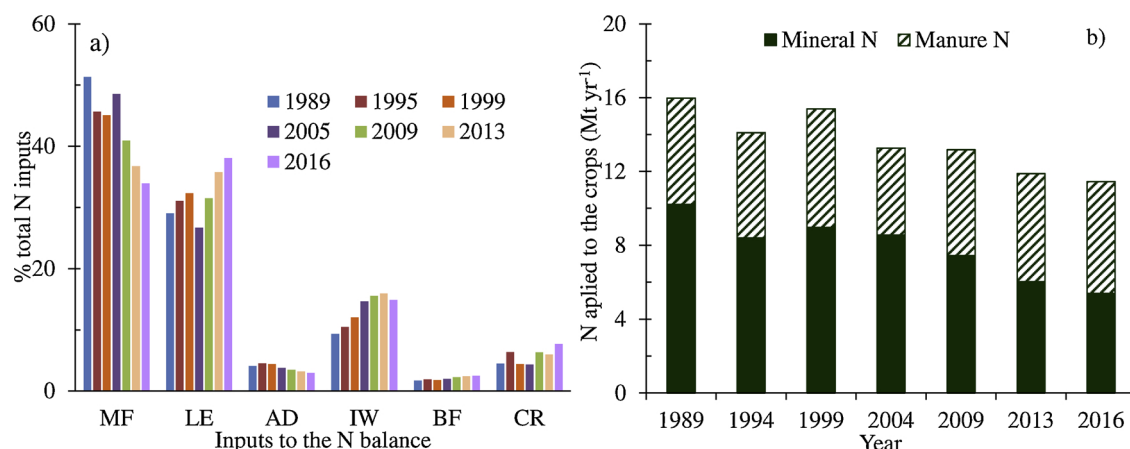 a)
60
40
20
0
% total N inputs
1989 1995 1999
2005 2009 2013
2016
MF LE AD IW BF CR
Inputs to the N balance
b)
Mineral N Manure N
20
16
12
8
4
0
N aplied to the crops (Mt yr-1)
1989 1994 1999 2004 2009 2013 2016
Year